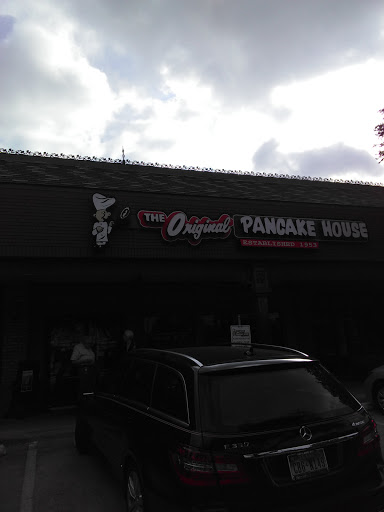 THE Original PANCAKE HOUSE
ESTABLISHED 1953
E 350